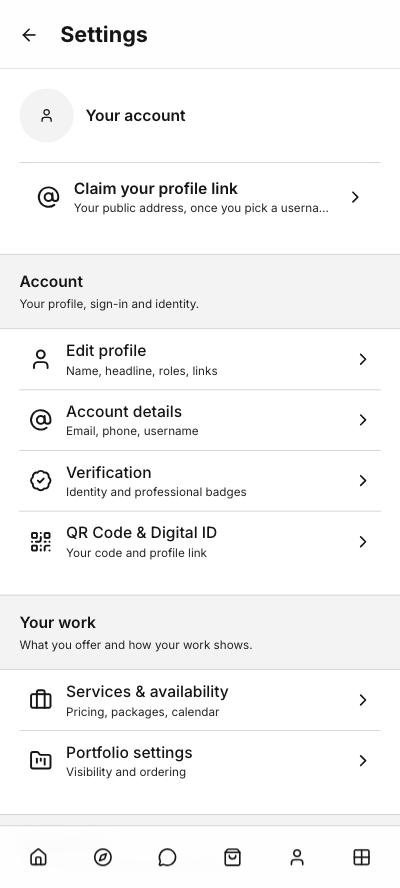 Settings
Your account
Claim your profile link
Your public address, once you pick a userna...
Account
Your profile, sign-in and identity.
Edit profile
Name, headline, roles, links
Account details
Email, phone, username
Verification
Identity and professional badges
QR Code & Digital ID
Your code and profile link
Your work
What you offer and how your work shows.
Services & availability
Pricing, packages, calendar
Portfolio settings
Visibility and ordering